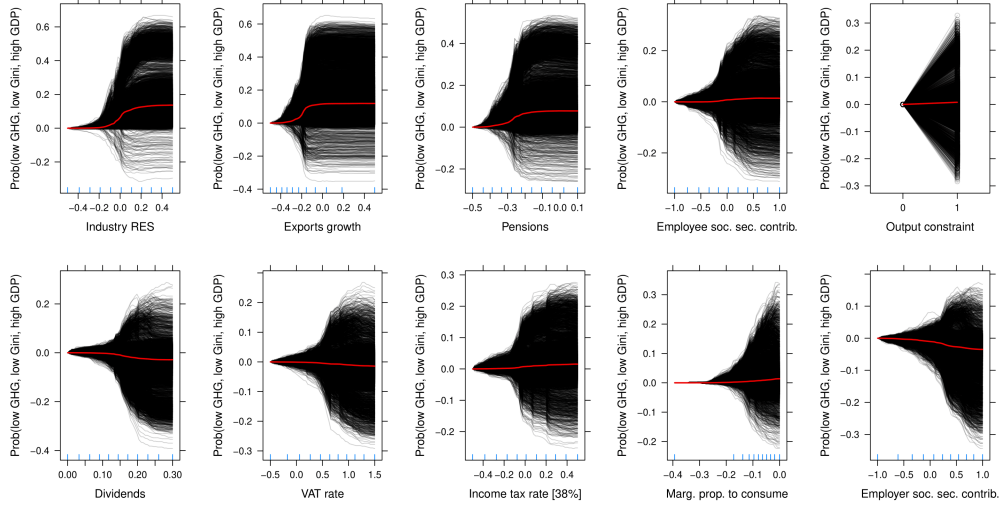 Prob(low GHG, low Gini, high GDP)
0.6
0.4
0.2
0.0
−0.2
−0.4 −0.2 0.0 0.2 0.4
Industry RES
Prob(low GHG, low Gini, high GDP)
0.6
0.4
0.2
0.0
−0.2
−0.4
−0.4 −0.2 0.0 0.2 0.4
Exports growth
Prob(low GHG, low Gini, high GDP)
0.4
0.2
0.0
−0.2
−0.5 −0.3 −0.1 0.0 0.1
Pensions
Prob(low GHG, low Gini, high GDP)
0.2
0.0
−0.2
−1.0 −0.5 0.0 0.5 1.0
Employee soc. sec. contrib.
Prob(low GHG, low Gini, high GDP)
0.3
0.2
0.1
0.0
−0.1
−0.2
−0.3
0 1
Output constraint
Prob(low GHG, low Gini, high GDP)
0.2
0.0
−0.2
−0.4
0.00 0.10 0.20 0.30
Dividends
Prob(low GHG, low Gini, high GDP)
0.3
0.2
0.1
0.0
−0.1
−0.2
−0.3
−0.5 0.0 0.5 1.0 1.5
VAT rate
Prob(low GHG, low Gini, high GDP)
0.3
0.2
0.1
0.0
−0.1
−0.2
−0.4 −0.2 0.0 0.2 0.4
Income tax rate [38%]
Prob(low GHG, low Gini, high GDP)
0.3
0.2
0.1
0.0
−0.1
−0.2
−0.4 −0.3 −0.2 −0.1 0.0
Marg. prop. to consume
Prob(low GHG, low Gini, high GDP)
0.1
0.0
−0.1
−0.2
−0.3
−1.0 −0.5 0.0 0.5 1.0
Employer soc. sec. contrib.